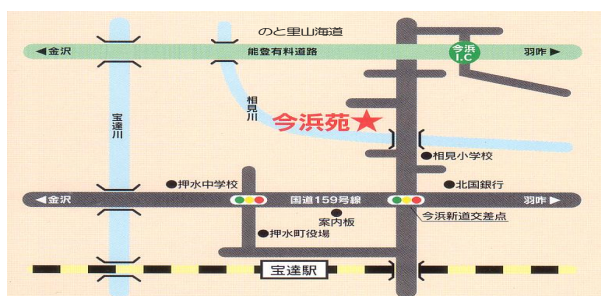 のと里山海道
◀金沢
能登有料道路
今浜
I.C
羽咋▶
宝達川
相見川
今浜苑★
●相見小学校
●押水中学校
●北国銀行
◀金沢
国道159号線
羽咋▶
案内板
今浜新道交差点
●押水町役場
宝達駅